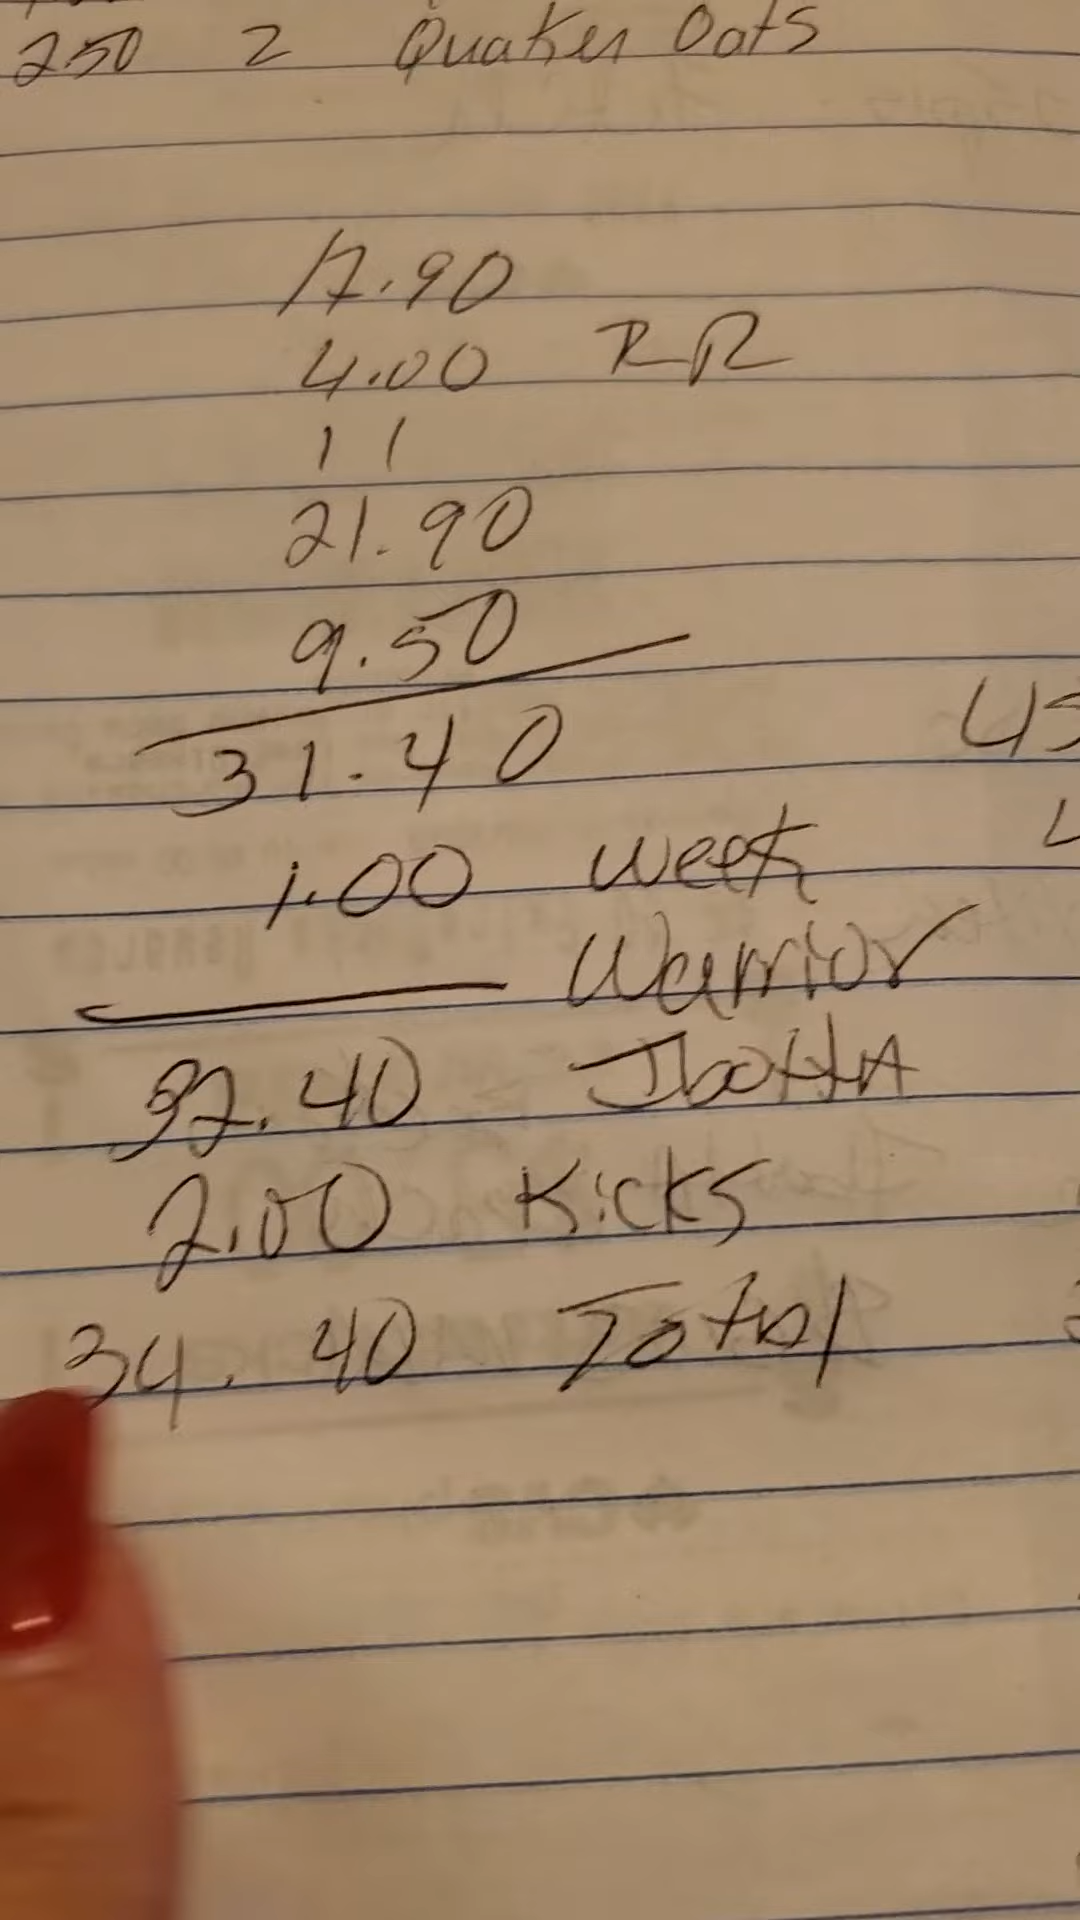 250 2 Quaker Oats
17.90
4.00 RR
11
21.90
9.50
31.40
1.00 Week
Warrior
32.40 IbottA
2.00 Kicks
34.40 Total